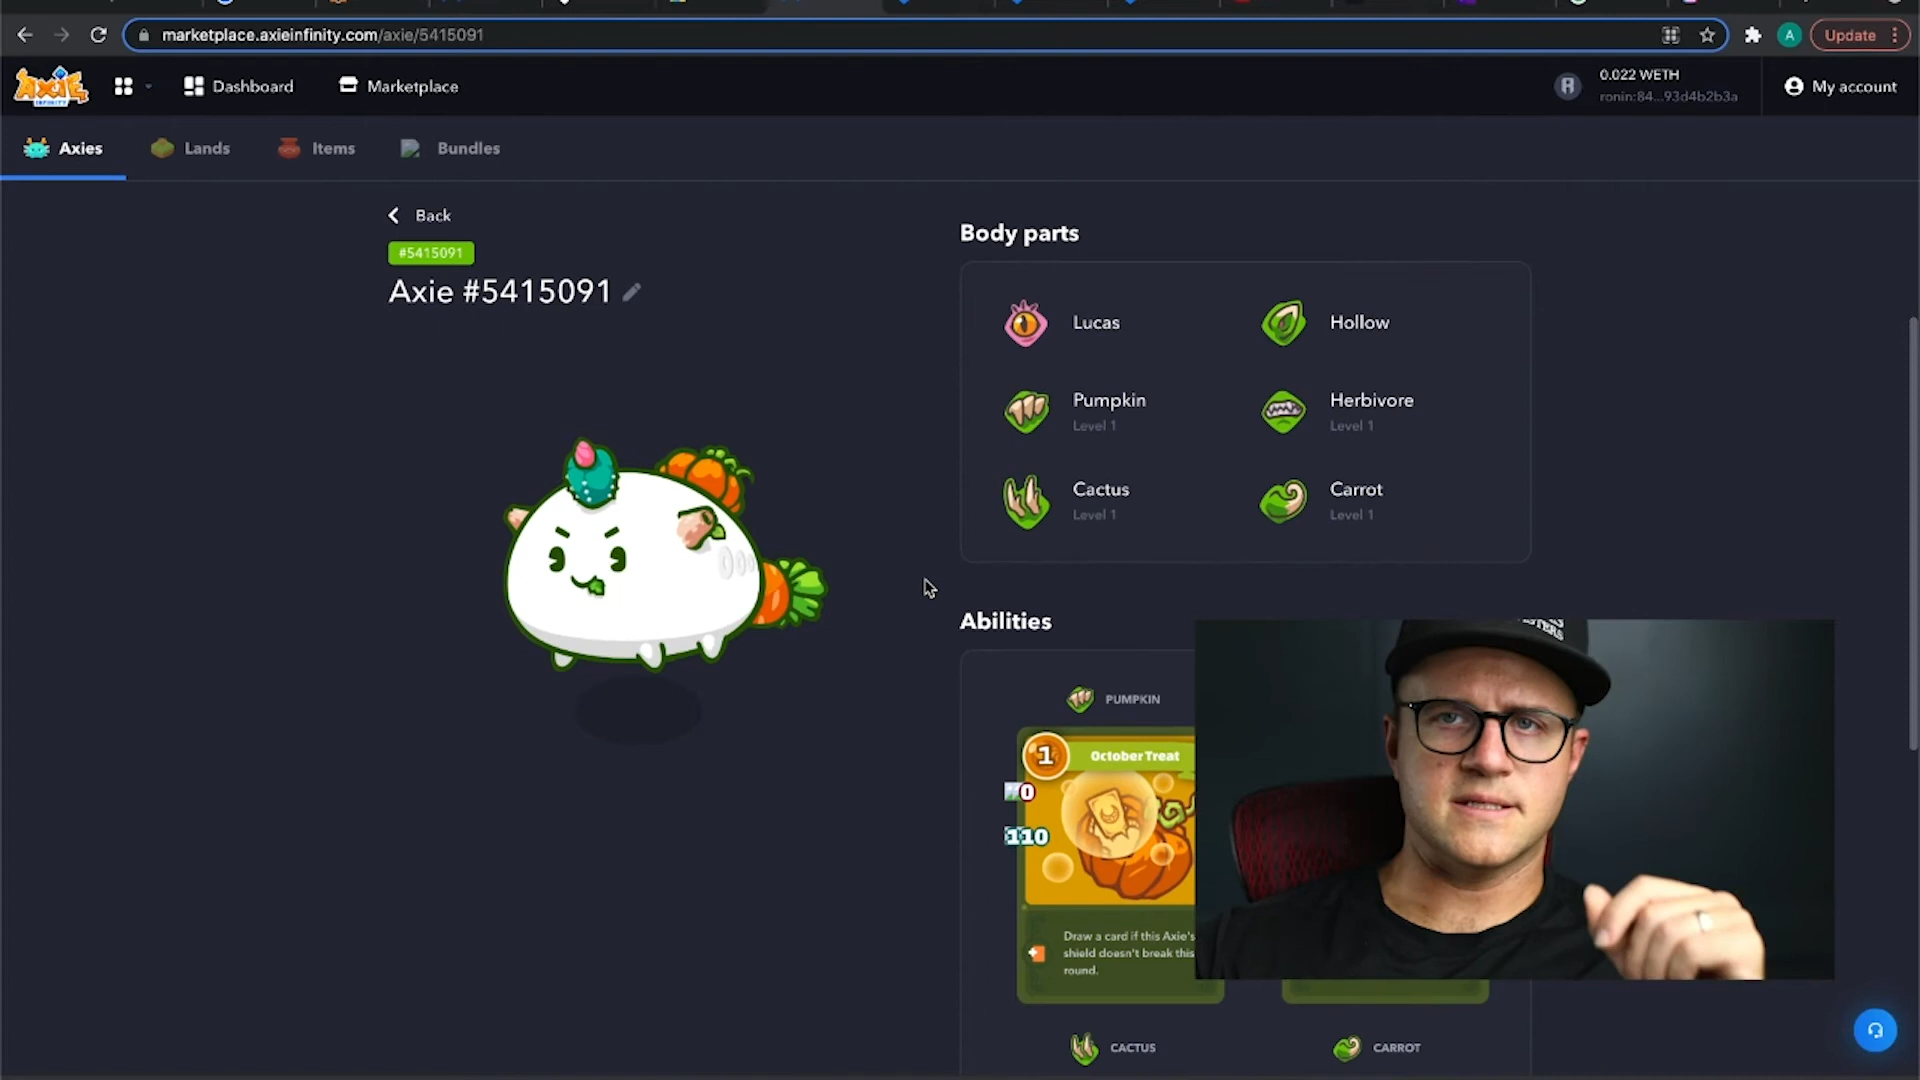 marketplace.axieinfinity.com/axie/5415091
Update
AXIE
INFINITY
Dashboard
Marketplace
0.022 WETH
ronin:84...93d4b2b3a
My account
Axies
Lands
Items
Bundles
Back
#5415091
Axie #5415091
Body parts
Lucas
Hollow
Pumpkin
Level 1
Herbivore
Level 1
Cactus
Level 1
Carrot
Level 1
Abilities
PUMPKIN
1
October Treat
0
110
Draw a card if this Axie's
shield doesn't break this
round.
CACTUS
CARROT
A